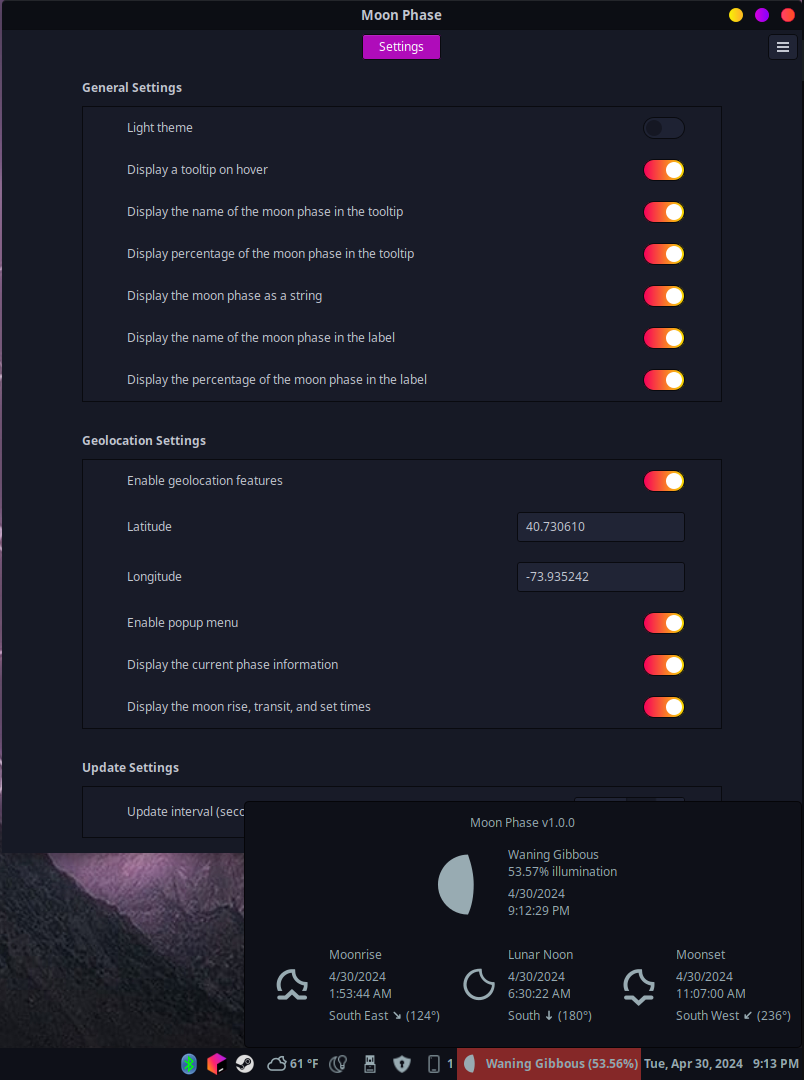 Moon Phase
Settings
General Settings
Light theme
Display a tooltip on hover
Display the name of the moon phase in the tooltip
Display percentage of the moon phase in the tooltip
Display the moon phase as a string
Display the name of the moon phase in the label
Display the percentage of the moon phase in the label
Geolocation Settings
Enable geolocation features
Latitude 40.730610
Longitude -73.935242
Enable popup menu
Display the current phase information
Display the moon rise, transit, and set times
Update Settings
Update interval (seco
Moon Phase v1.0.0
Waning Gibbous
53.57% illumination
4/30/2024
9:12:29 PM
Moonrise
4/30/2024
1:53:44 AM
South East ↘ (124°)
Lunar Noon
4/30/2024
6:30:22 AM
South ↓ (180°)
Moonset
4/30/2024
11:07:00 AM
South West ↙ (236°)
61 °F 1 Waning Gibbous (53.56%) Tue, Apr 30, 2024 9:13 PM